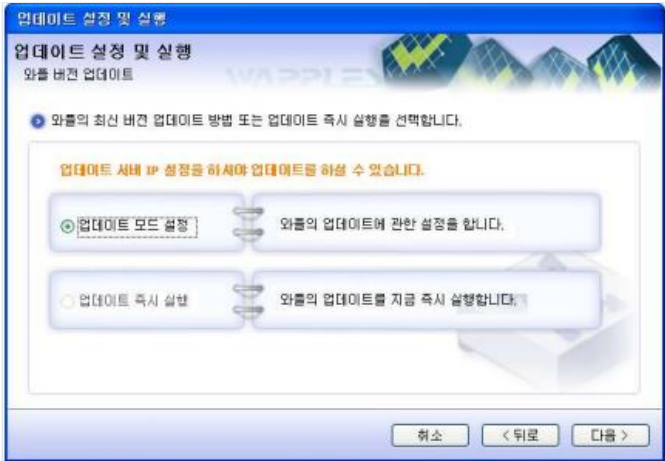 업데이트 설정 및 실행
업데이트 설정 및 실행
와플 버전 업데이트
WAPPLES
와플의 최신 버전 업데이트 방법 또는 업데이트 즉시 실행을 선택합니다.
업데이트 서버 IP 설정을 하셔야 업데이트를 하실 수 있습니다.
업데이트 모드 설정
와플의 업데이트에 관한 설정을 합니다.
업데이트 즉시 실행
와플의 업데이트를 지금 즉시 실행합니다.
취소
< 뒤로
다음 >